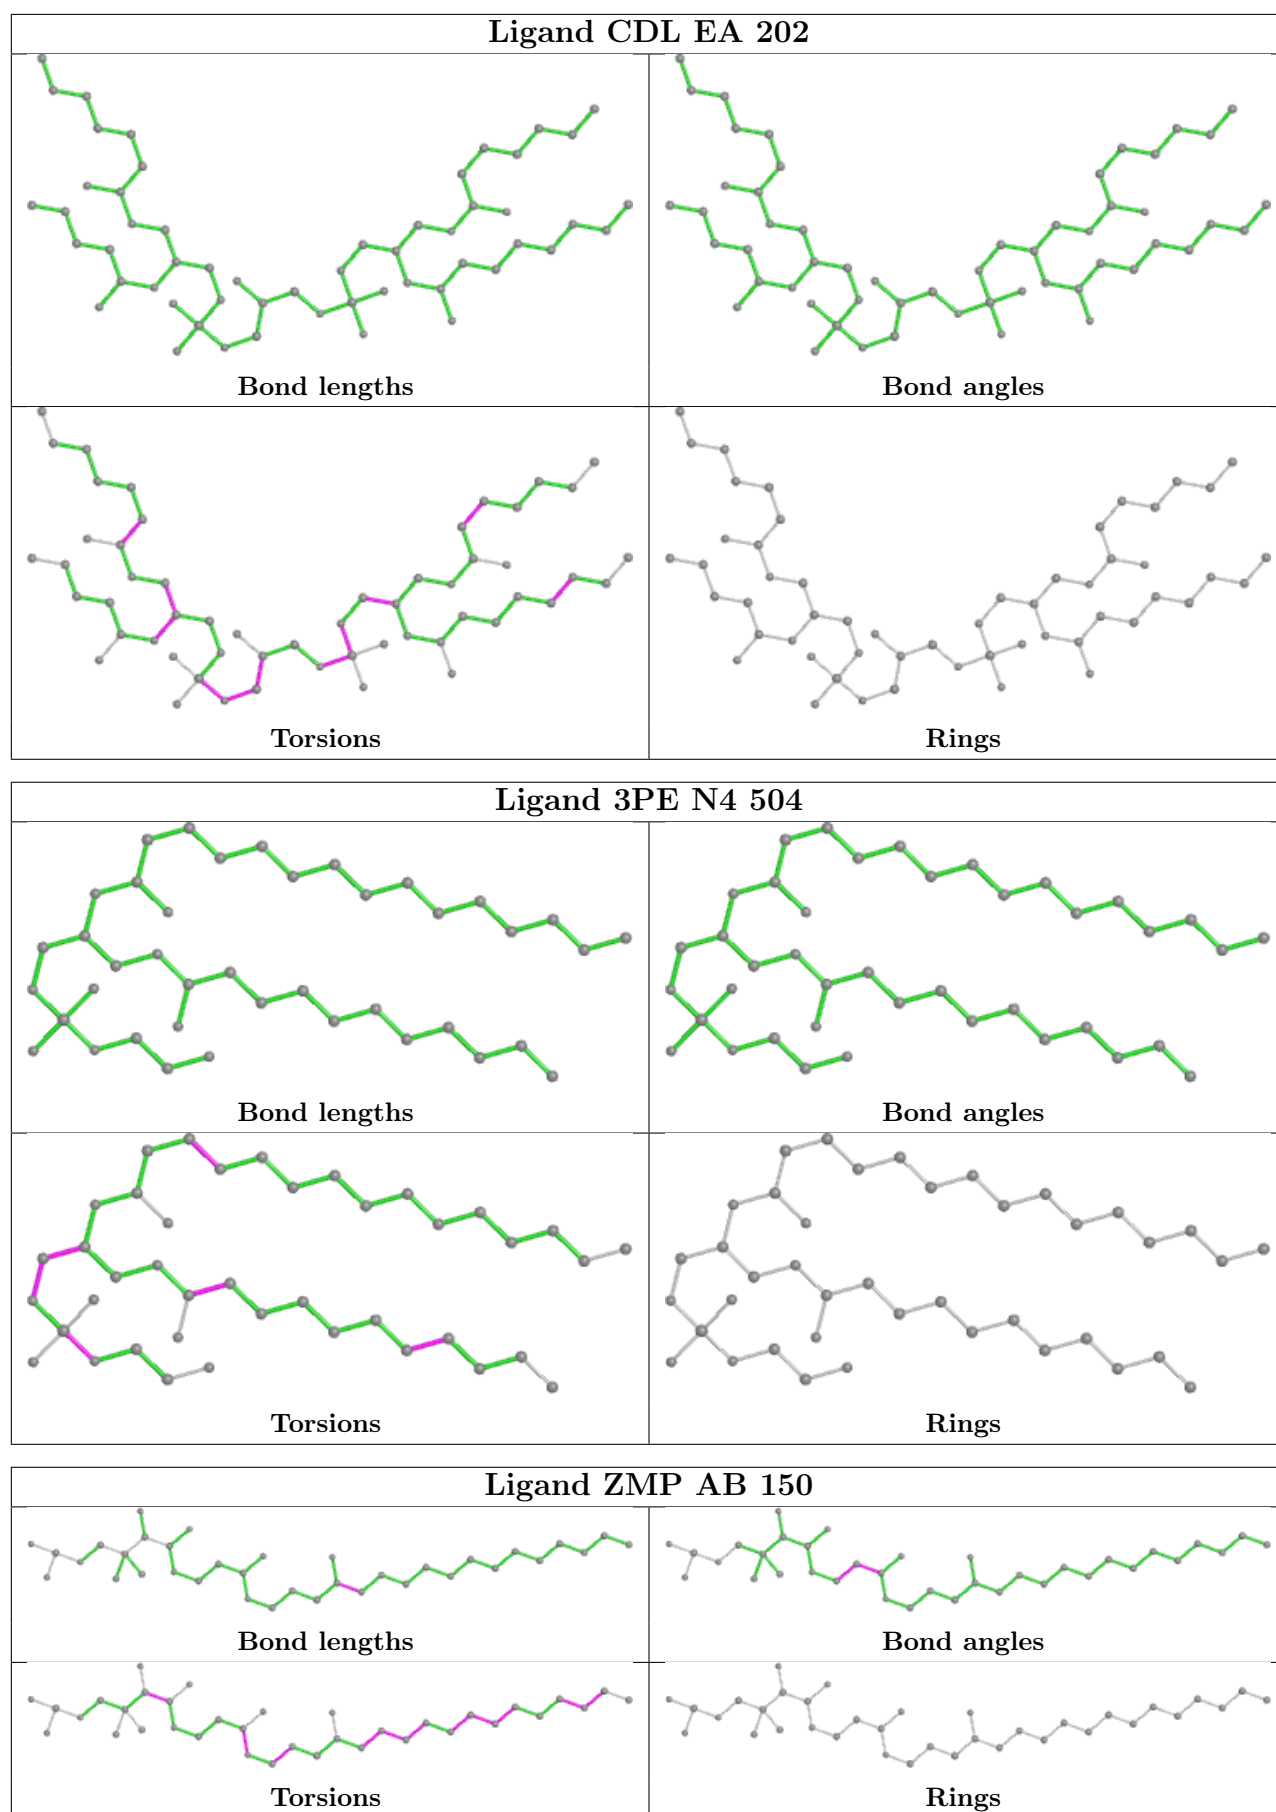 Ligand CDL EA 202
Bond lengths
Bond angles
Torsions
Rings
Ligand 3PE N4 504
Bond lengths
Bond angles
Torsions
Rings
Ligand ZMP AB 150
Bond lengths
Bond angles
Torsions
Rings